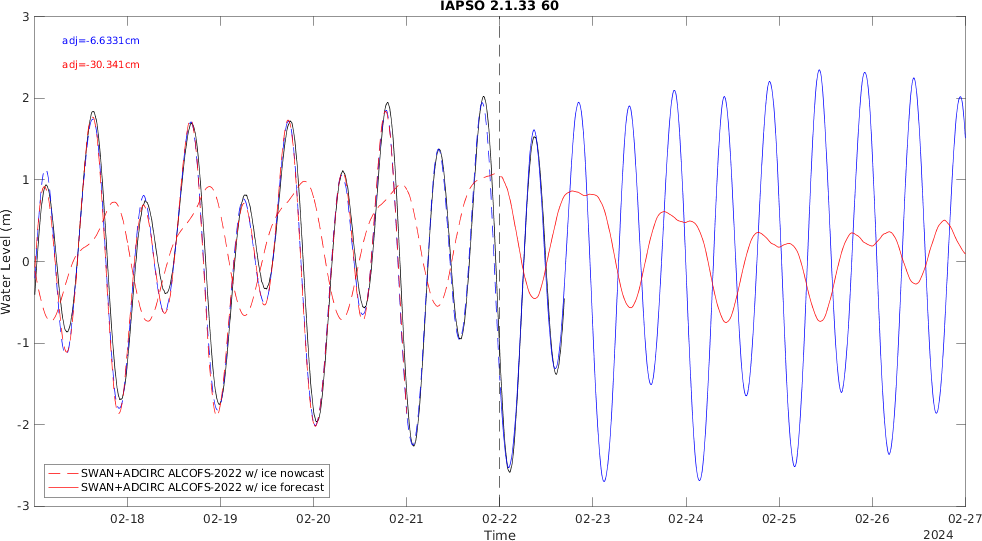 IAPSO 2.1.33 60
adj=-6.6331cm
adj=-30.341cm
Water Level (m)
3
2
1
0
-1
-2
-3
SWAN+ADCIRC ALCOFS-2022 w/ ice nowcast
SWAN+ADCIRC ALCOFS-2022 w/ ice forecast
02-18 02-19 02-20 02-21 02-22 02-23 02-24 02-25 02-26 02-27
Time
2024